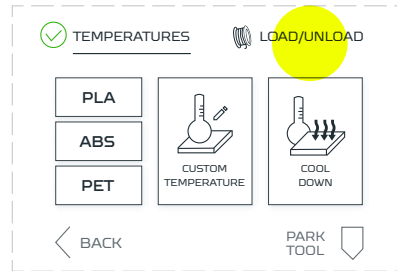 TEMPERATURES
LOAD/UNLOAD
PLA
ABS
PET
CUSTOM
TEMPERATURE
COOL
DOWN
BACK
PARK
TOOL